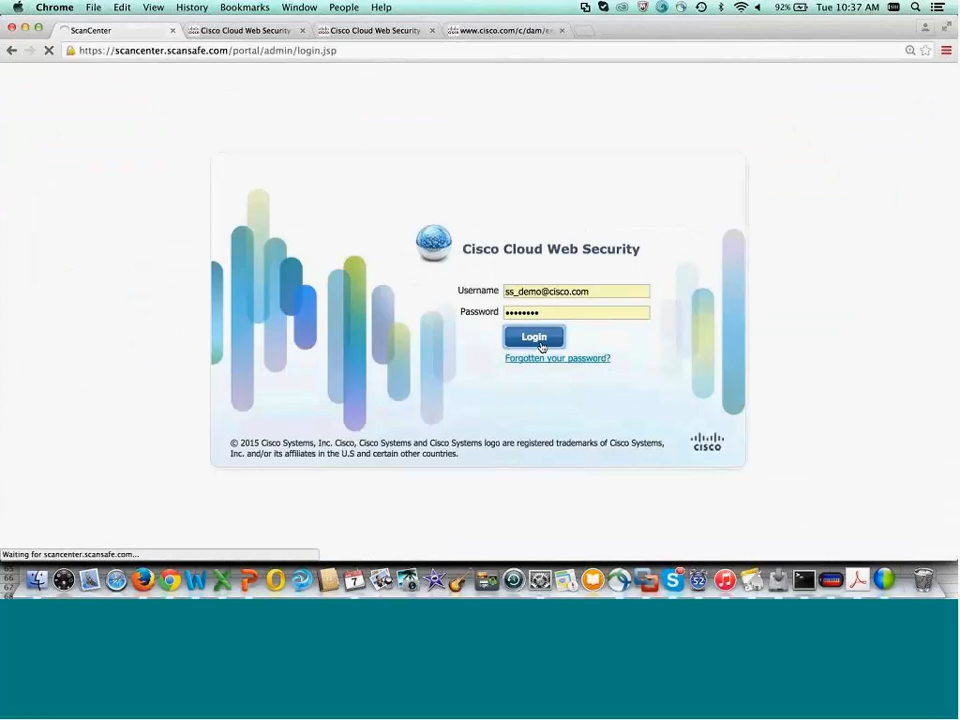 Chrome File Edit View History Bookmarks Window People Help 92% Tue 10:37 AM
ScanCenter Cisco Cloud Web Security Cisco Cloud Web Security www.cisco.com/c/dam/e
https://scancenter.scansafe.com/portal/admin/login.jsp
Cisco Cloud Web Security
Username ss_demo@cisco.com
Password ••••••••
Login
Forgotten your password?
© 2015 Cisco Systems, Inc. Cisco, Cisco Systems and Cisco Systems logo are registered trademarks of Cisco Systems,
Inc. and/or its affiliates in the U.S and certain other countries.
CISCO
Waiting for scancenter.scansafe.com...
66
67